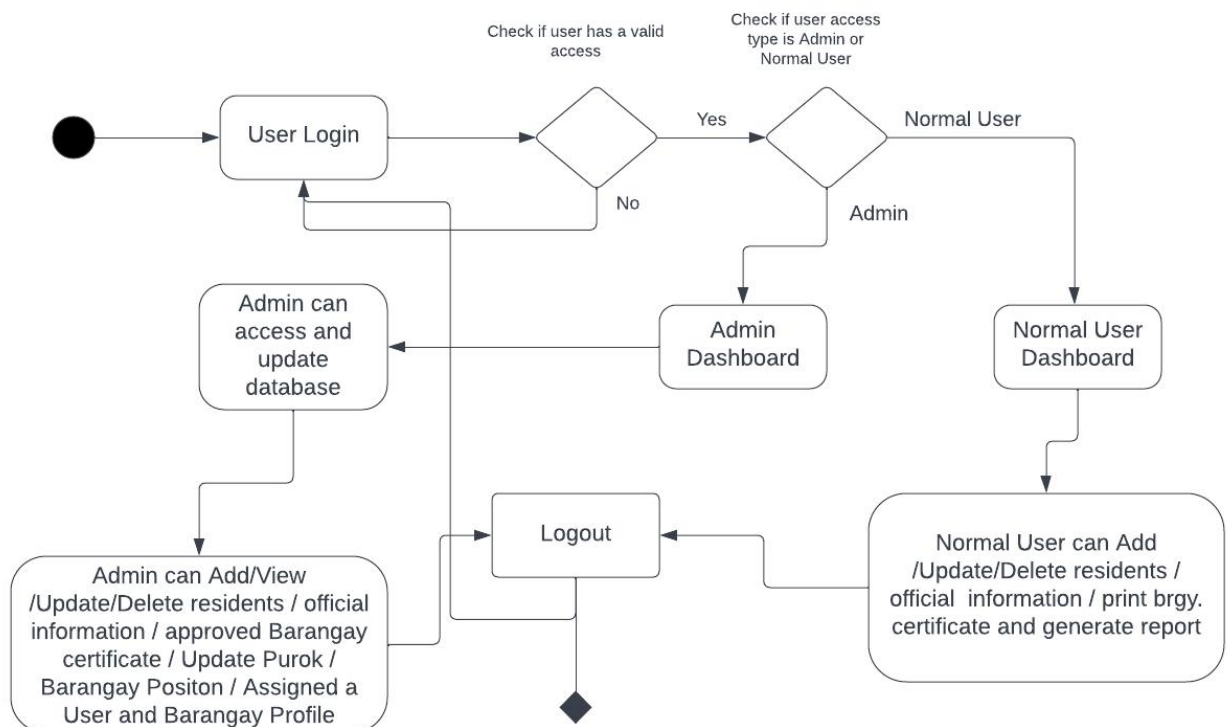 Check if user has a valid
access
Check if user access
type is Admin or
Normal User
User Login
Yes
Normal User
No
Admin
Admin can
access and
update
database
Admin
Dashboard
Normal User
Dashboard
Logout
Normal User can Add
/Update/Delete residents /
official information / print brgy.
certificate and generate report
Admin can Add/View
/Update/Delete residents / official
information / approved Barangay
certificate / Update Purok /
Barangay Positon / Assigned a
User and Barangay Profile